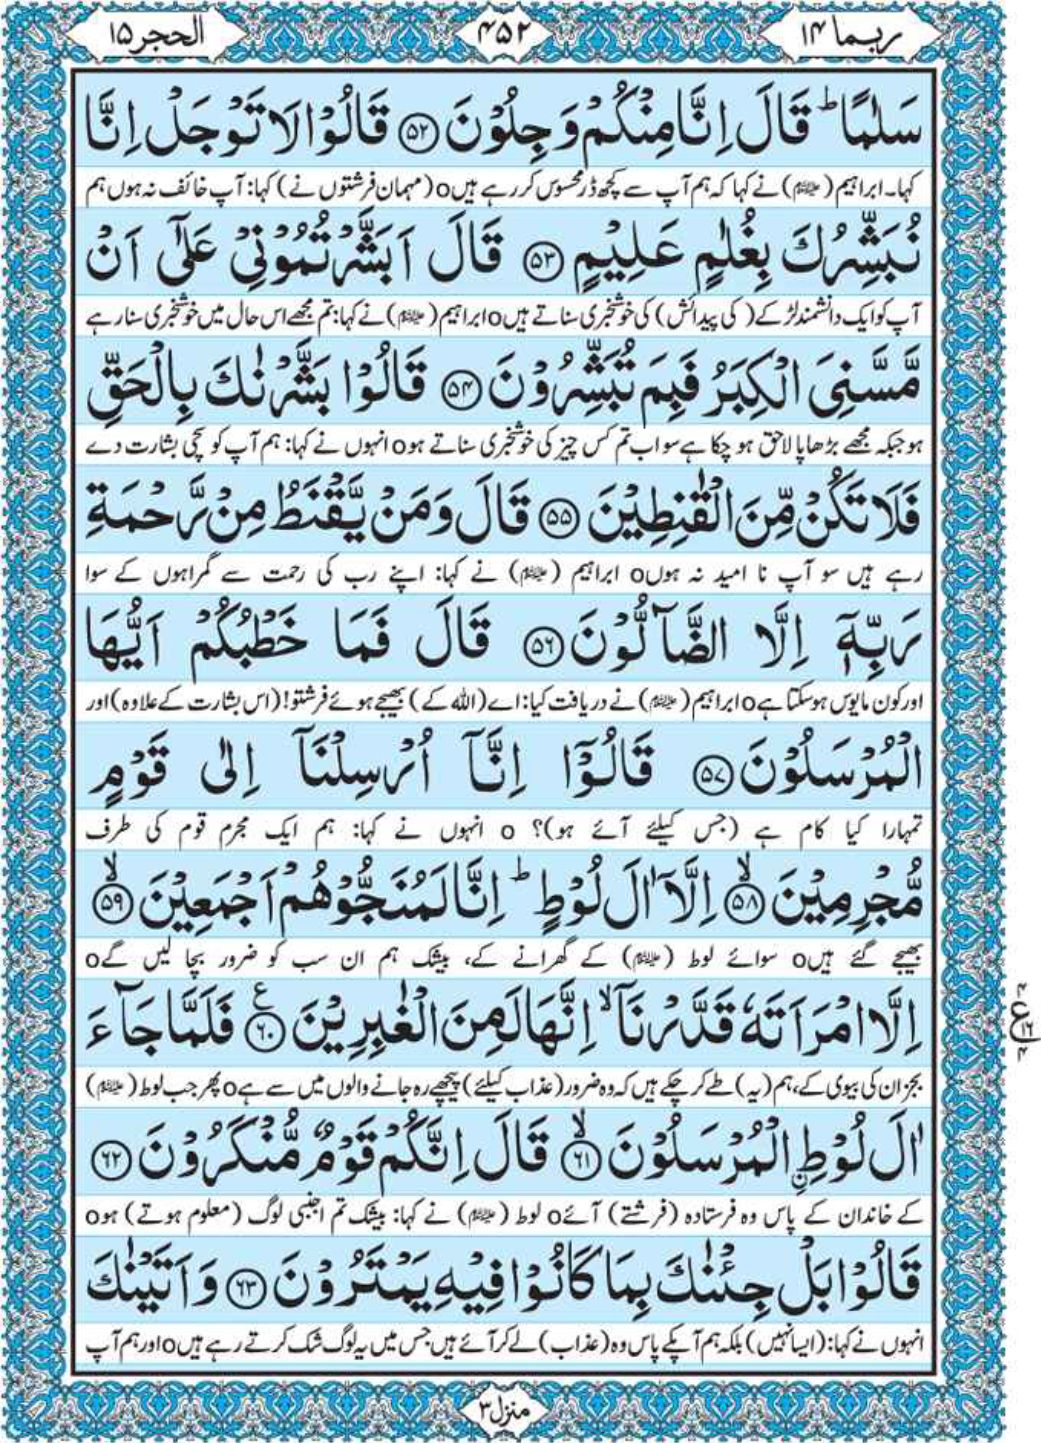 ربما ١٤
٤٥٢
الحجر ١٥
سَلٰمًا ؕ قَالَ اِنَّا مِنْكُمْ وَجِلُوْنَ ﴿۵۲﴾ قَالُوْا لَا تَوْجَلْ اِنَّا
کہا۔ ابراہیم (علیہ السلام) نے کہا کہ ہم آپ سے کچھ ڈر محسوس کر رہے ہیں o (مہمان فرشتوں نے) کہا: آپ خائف نہ ہوں ہم
نُبَشِّرُكَ بِغُلٰمٍ عَلِيْمٍ ﴿۵۳﴾ قَالَ اَبَشَّرْتُمُوْنِيْ عَلٰٓى اَنْ
آپ کو ایک دانشمند لڑکے (کی پیدائش) کی خوشخبری سناتے ہیں o ابراہیم (علیہ السلام) نے کہا: تم مجھے اس حال میں خوشخبری سنا رہے
مَّسَّنِيَ الْكِبَرُ فَبِمَ تُبَشِّرُوْنَ ﴿۵۴﴾ قَالُوْا بَشَّرْنٰكَ بِالْحَقِّ
ہو جبکہ مجھے بڑھاپا لاحق ہو چکا ہے سو اب تم کس چیز کی خوشخبری سناتے ہو o انہوں نے کہا: ہم آپ کو سچی بشارت دے
فَلَا تَكُنْ مِّنَ الْقٰنِطِيْنَ ﴿۵۵﴾ قَالَ وَمَنْ يَّقْنَطُ مِنْ رَّحْمَةِ
رہے ہیں سو آپ نا امید نہ ہوں o ابراہیم (علیہ السلام) نے کہا: اپنے رب کی رحمت سے گمراہوں کے سوا
رَبِّهٖۤ اِلَّا الضَّآلُّوْنَ ﴿۵۶﴾ قَالَ فَمَا خَطْبُكُمْ اَيُّهَا
اور کون مایوس ہو سکتا ہے o ابراہیم (علیہ السلام) نے دریافت کیا: اے (اللہ کے) بھیجے ہوئے فرشتو! (اس بشارت کے علاوہ) اور
الْمُرْسَلُوْنَ ﴿۵۷﴾ قَالُوْۤا اِنَّاۤ اُرْسِلْنَاۤ اِلٰى قَوْمٍ
تمہارا کیا کام ہے (جس کیلئے آئے ہو)؟ o انہوں نے کہا: ہم ایک مجرم قوم کی طرف
مُّجْرِمِيْنَ ﴿ۙ۵۸﴾ اِلَّاۤ اٰلَ لُوْطٍ ؕ اِنَّا لَمُنَجُّوْهُمْ اَجْمَعِيْنَ ﴿ۙ۵۹﴾
بھیجے گئے ہیں o سوائے لوط (علیہ السلام) کے گھرانے کے، بیشک ہم ان سب کو ضرور بچا لیں گے o
اِلَّا امْرَاَتَهٗ قَدَّرْنَاۤ ۙ اِنَّهَا لَمِنَ الْغٰبِرِيْنَ ﴿۶۰﴾ ع فَلَمَّا جَآءَ
بجز ان کی بیوی کے، ہم (یہ) طے کر چکے ہیں کہ وہ ضرور (عذاب کیلئے) پیچھے رہ جانے والوں میں سے ہے o پھر جب لوط (علیہ السلام)
اٰلَ لُوْطِ ۨ الْمُرْسَلُوْنَ ﴿ۙ۶۱﴾ قَالَ اِنَّكُمْ قَوْمٌ مُّنْكَرُوْنَ ﴿۶۲﴾
کے خاندان کے پاس وہ فرستادہ (فرشتے) آئے o لوط (علیہ السلام) نے کہا: بیشک تم اجنبی لوگ (معلوم ہوتے) ہو o
قَالُوْا بَلْ جِئْنٰكَ بِمَا كَانُوْا فِيْهِ يَمْتَرُوْنَ ﴿۶۳﴾ وَاَتَيْنٰكَ
انہوں نے کہا: (ایسا نہیں) بلکہ ہم آپکے پاس وہ (عذاب) لے کر آئے ہیں جس میں یہ لوگ شک کرتے رہے ہیں o اور ہم آپ
منزل ٣